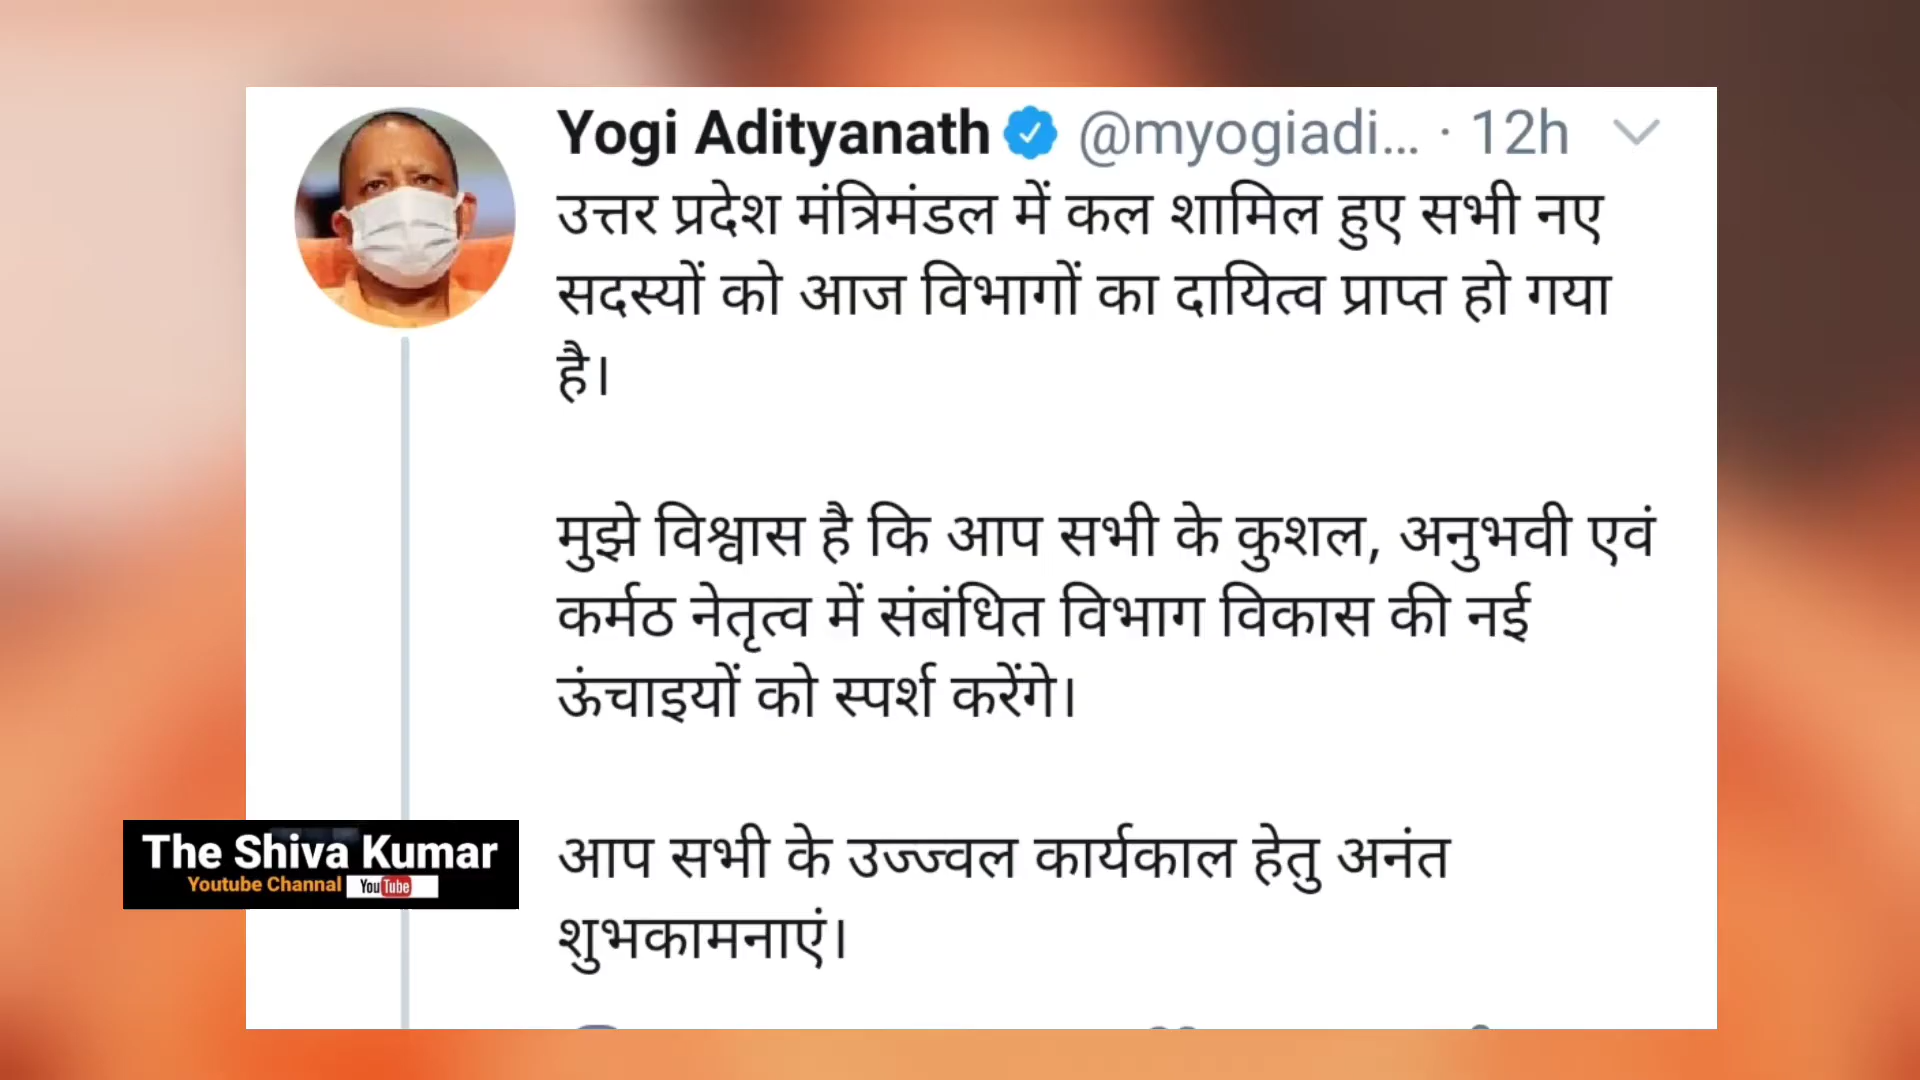 Yogi Adityanath @myogiadi... · 12h
उत्तर प्रदेश मंत्रिमंडल में कल शामिल हुए सभी नए
सदस्यों को आज विभागों का दायित्व प्राप्त हो गया
है।
मुझे विश्वास है कि आप सभी के कुशल, अनुभवी एवं
कर्मठ नेतृत्व में संबंधित विभाग विकास की नई
ऊंचाइयों को स्पर्श करेंगे।
आप सभी के उज्ज्वल कार्यकाल हेतु अनंत
शुभकामनाएं।
The Shiva Kumar
Youtube Channel YouTube